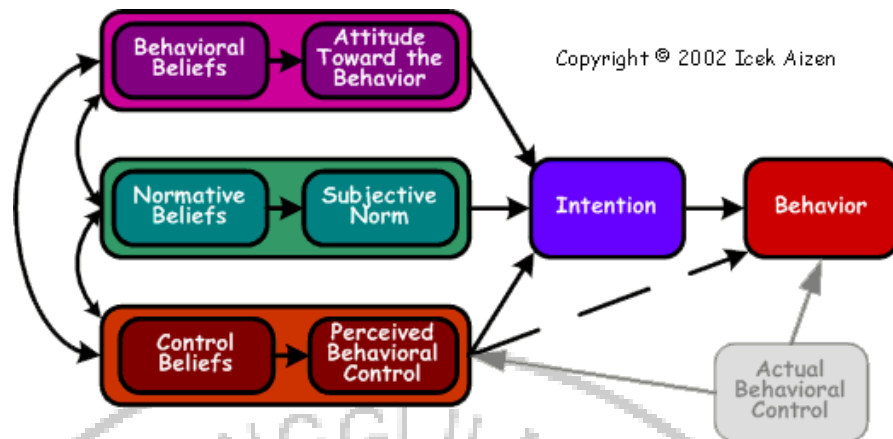 Behavioral
Beliefs
Attitude
Toward the
Behavior
Copyright © 2002 Icek Aizen
Normative
Beliefs
Subjective
Norm
Intention
Behavior
Control
Beliefs
Perceived
Behavioral
Control
Actual
Behavioral
Control